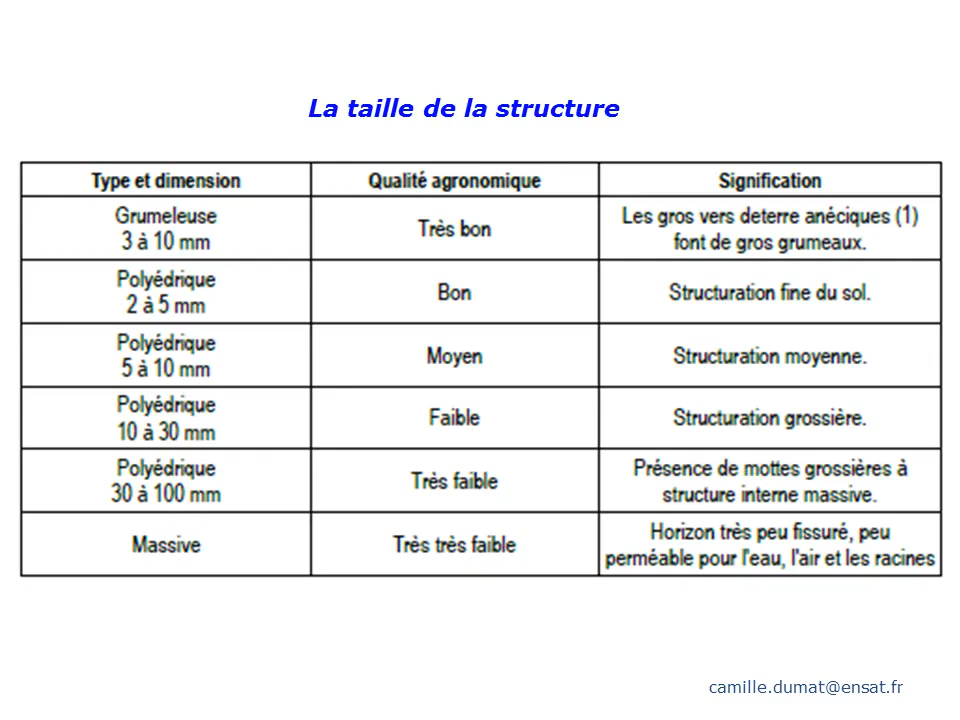 La taille de la structure
Type et dimension
Qualité agronomique
Signification
Grumeleuse
3 à 10 mm
Très bon
Les gros vers deterre anéciques (1)
font de gros grumeaux.
Polyédrique
2 à 5 mm
Bon
Structuration fine du sol.
Polyédrique
5 à 10 mm
Moyen
Structuration moyenne.
Polyédrique
10 à 30 mm
Faible
Structuration grossière.
Polyédrique
30 à 100 mm
Très faible
Présence de mottes grossières à
structure interne massive.
Massive
Très très faible
Horizon très peu fissuré, peu
perméable pour l'eau, l'air et les racines
camille.dumat@ensat.fr